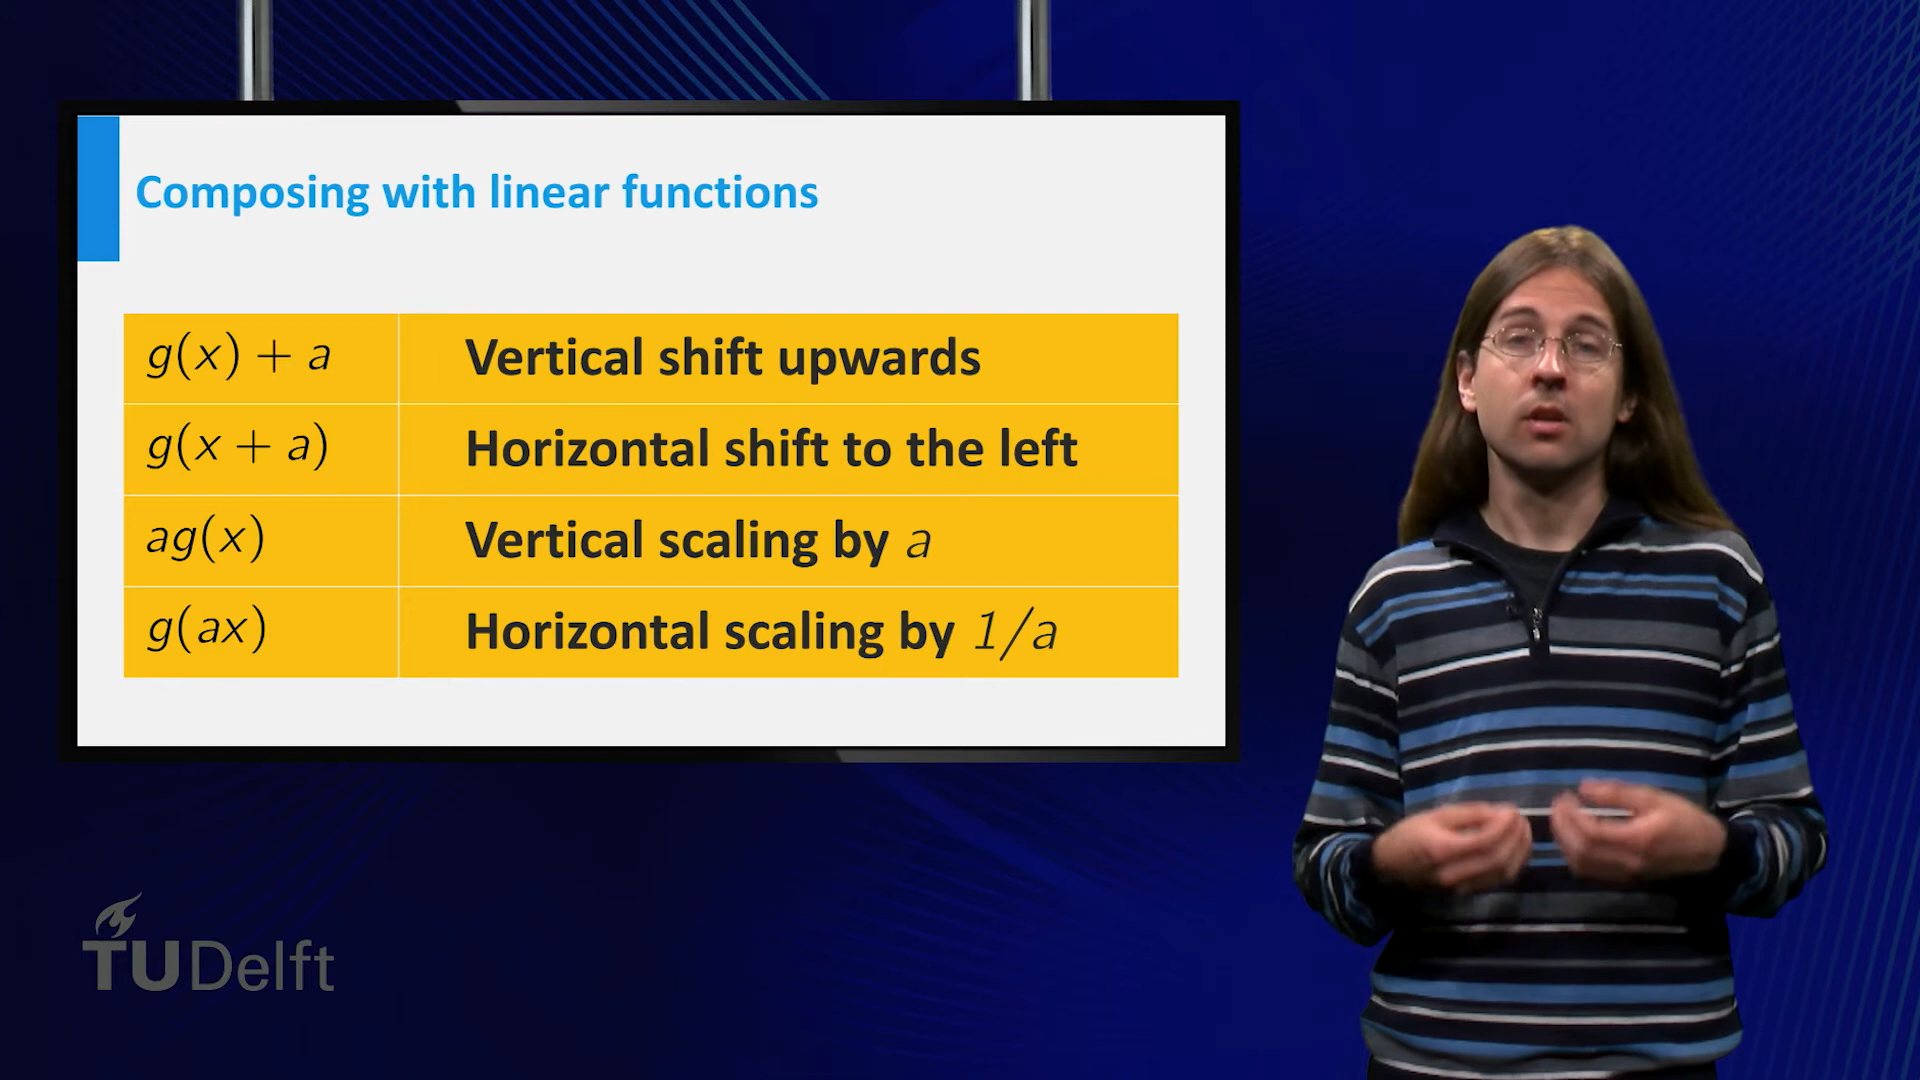 Composing with linear functions
g(x) + a Vertical shift upwards
g(x + a) Horizontal shift to the left
ag(x) Vertical scaling by a
g(ax) Horizontal scaling by 1/a
TUDelft